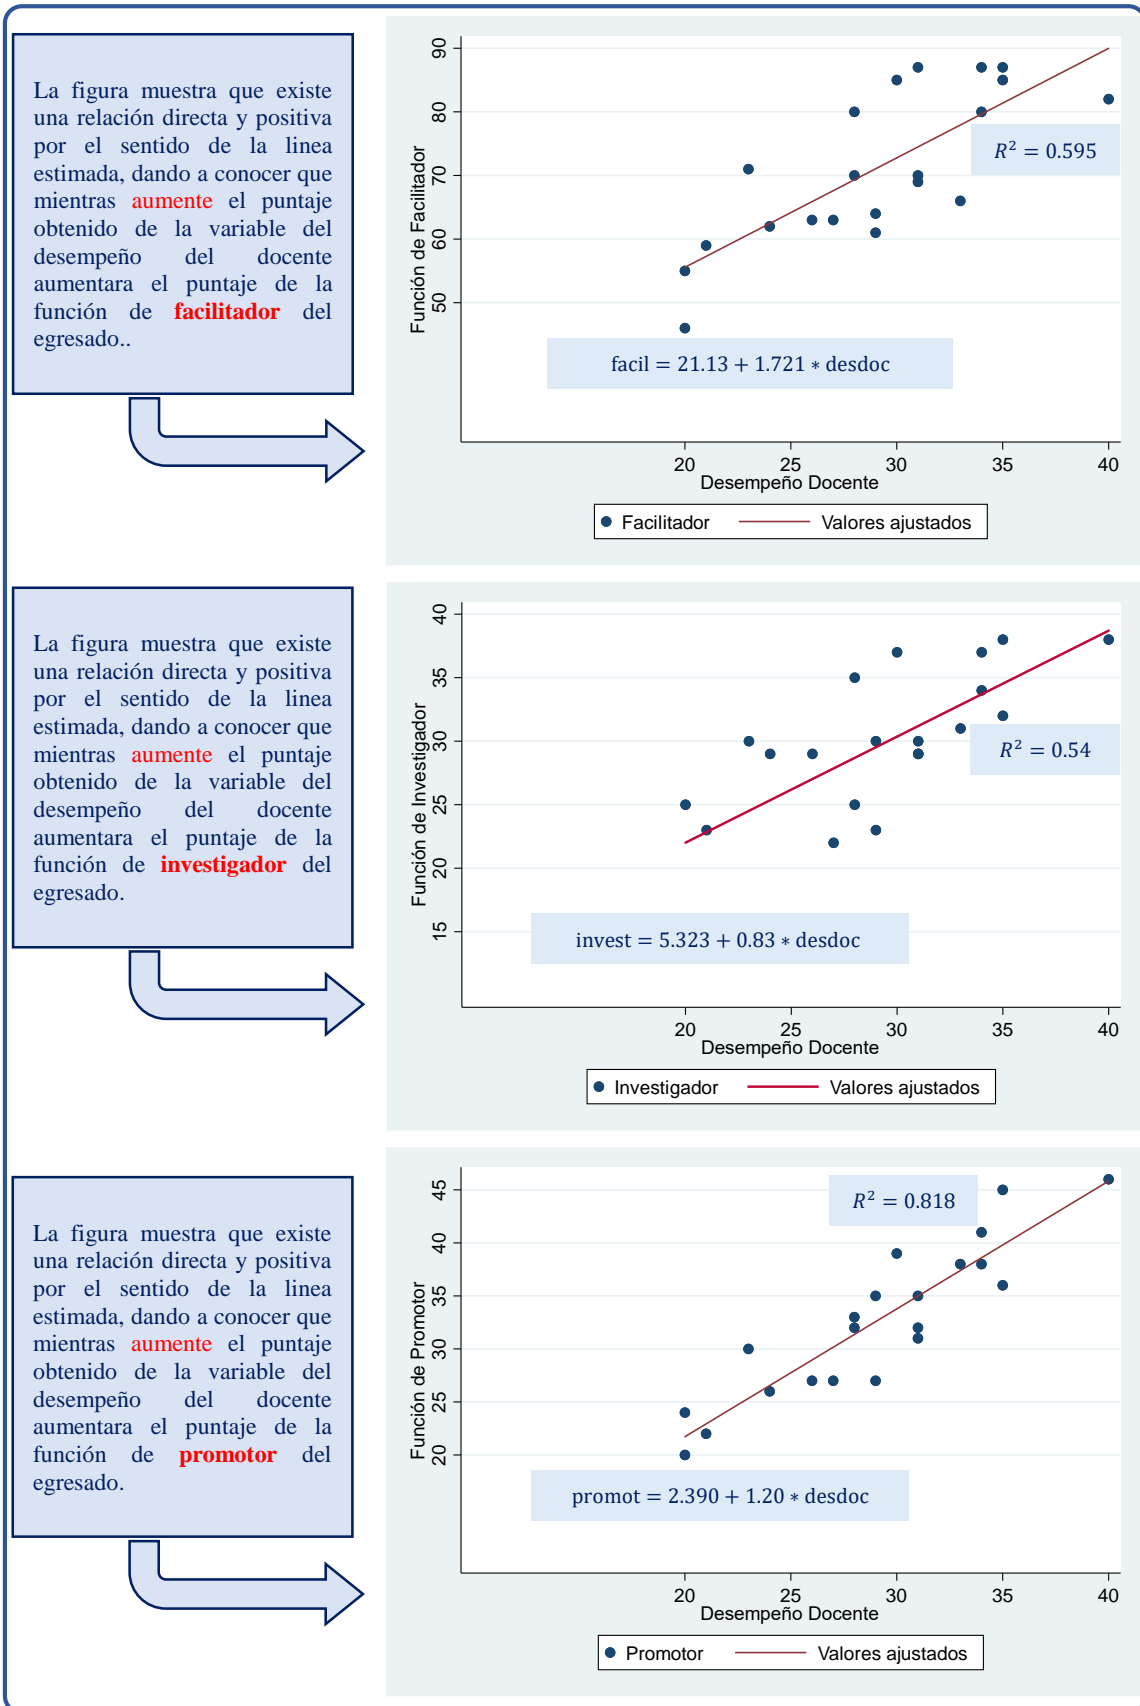 La figura muestra que existe
una relación directa y positiva
por el sentido de la linea
estimada, dando a conocer que
mientras aumente el puntaje
obtenido de la variable del
desempeño del docente
aumentara el puntaje de la
función de facilitador del
egresado..
Función de Facilitador
90
80
70
60
50
R² = 0.595
facil = 21.13 + 1.721 ∗ desdoc
20 25 30 35 40
Desempeño Docente
Facilitador Valores ajustados
La figura muestra que existe
una relación directa y positiva
por el sentido de la linea
estimada, dando a conocer que
mientras aumente el puntaje
obtenido de la variable del
desempeño del docente
aumentara el puntaje de la
función de investigador del
egresado.
Función de Investigador
40
35
30
25
20
15
R² = 0.54
invest = 5.323 + 0.83 ∗ desdoc
20 25 30 35 40
Desempeño Docente
Investigador Valores ajustados
La figura muestra que existe
una relación directa y positiva
por el sentido de la linea
estimada, dando a conocer que
mientras aumente el puntaje
obtenido de la variable del
desempeño del docente
aumentara el puntaje de la
función de promotor del
egresado.
Función de Promotor
45
40
35
30
25
20
R² = 0.818
promot = 2.390 + 1.20 ∗ desdoc
20 25 30 35 40
Desempeño Docente
Promotor Valores ajustados